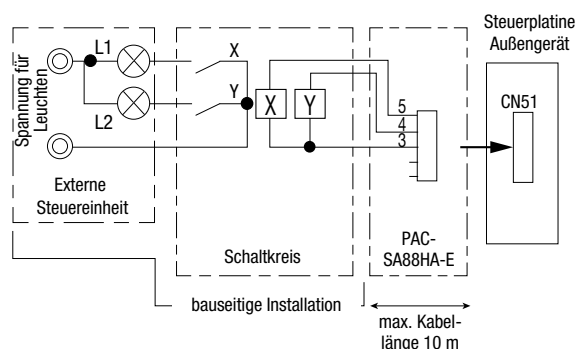 Steuerplatine
Außengerät
Spannung für
Leuchten
L1
L2
X
Y
X
Y
5
4
3
CN51
Externe
Steuereinheit
Schaltkreis
PAC-
SA88HA-E
bauseitige Installation
max. Kabel-
länge 10 m